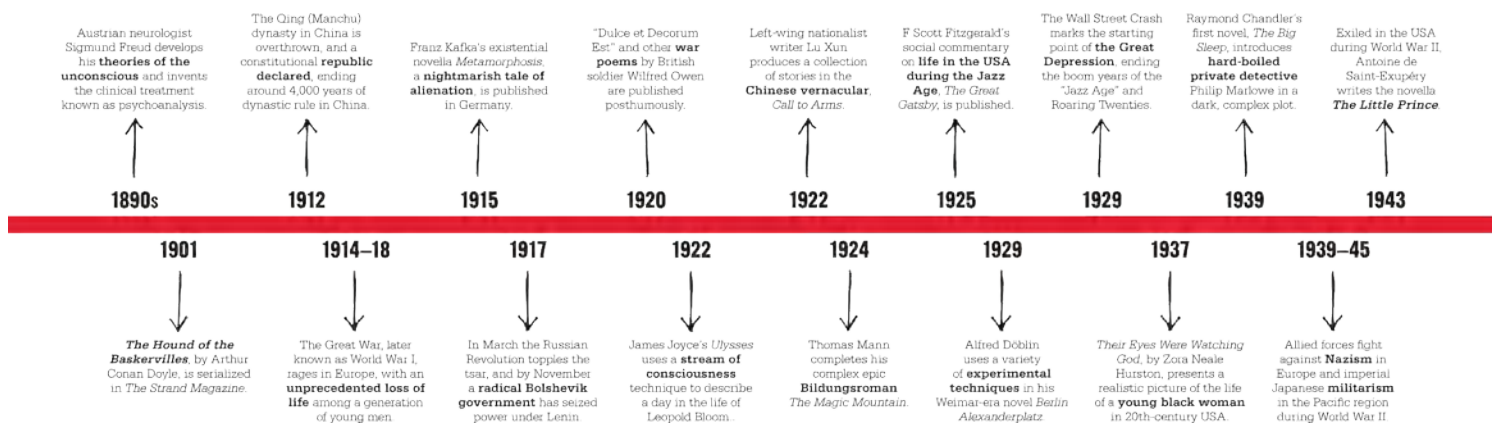 Austrian neurologist
Sigmund Freud develops
his theories of the
unconscious and invents
the clinical treatment
known as psychoanalysis.
1890s
The Qing (Manchu)
dynasty in China is
overthrown, and a
constitutional republic
declared, ending
around 4,000 years of
dynastic rule in China.
1912
Franz Kafka's existential
novella Metamorphosis,
a nightmarish tale of
alienation, is published
in Germany.
1915
"Dulce et Decorum
Est" and other war
poems by British
soldier Wilfred Owen
are published
posthumously.
1920
Left-wing nationalist
writer Lu Xun
produces a collection
of stories in the
Chinese vernacular,
Call to Arms.
1922
F Scott Fitzgerald's
social commentary
on life in the USA
during the Jazz
Age, The Great
Gatsby, is published.
1925
The Wall Street Crash
marks the starting
point of the Great
Depression, ending
the boom years of the
"Jazz Age" and
Roaring Twenties.
1929
Raymond Chandler's
first novel, The Big
Sleep, introduces
hard-boiled
private detective
Philip Marlowe in a
dark, complex plot.
1939
Exiled in the USA
during World War II,
Antoine de
Saint-Exupéry
writes the novella
The Little Prince.
1943
1901
The Hound of the
Baskervilles, by Arthur
Conan Doyle, is serialized
in The Strand Magazine.
1914–18
The Great War, later
known as World War I,
rages in Europe, with an
unprecedented loss of
life among a generation
of young men.
1917
In March the Russian
Revolution topples the
tsar, and by November
a radical Bolshevik
government has seized
power under Lenin.
1922
James Joyce's Ulysses
uses a stream of
consciousness
technique to describe
a day in the life of
Leopold Bloom..
1924
Thomas Mann
completes his
complex epic
Bildungsroman
The Magic Mountain.
1929
Alfred Döblin
uses a variety
of experimental
techniques in his
Weimar-era novel Berlin
Alexanderplatz.
1937
Their Eyes Were Watching
God, by Zora Neale
Hurston, presents a
realistic picture of the life
of a young black woman
in 20th-century USA.
1939–45
Allied forces fight
against Nazism in
Europe and imperial
Japanese militarism
in the Pacific region
during World War II.